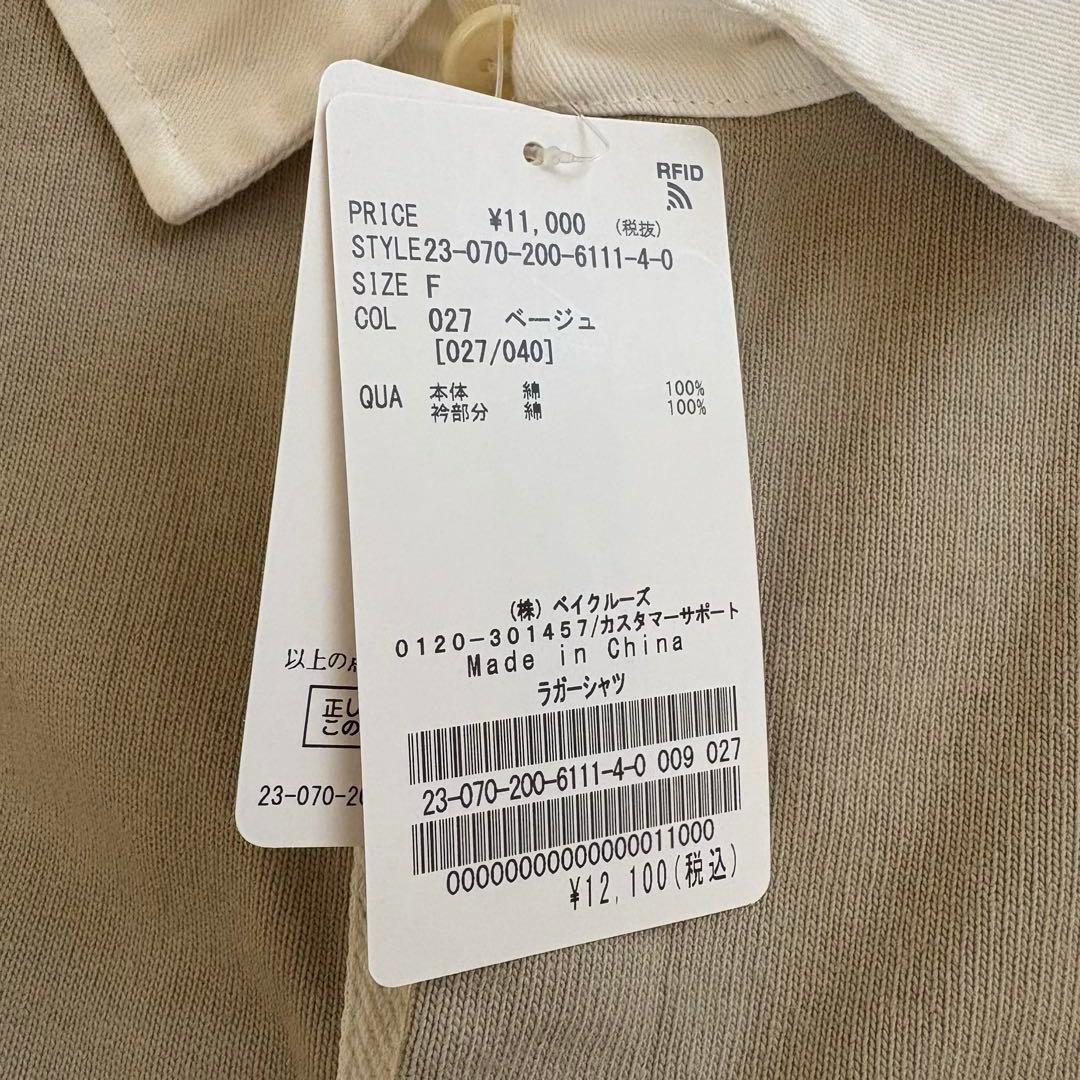 RFID
PRICE ¥11,000 (税抜)
STYLE23-070-200-6111-4-0
SIZE F
COL 027 ベージュ
[027/040]
QUA 本体 綿 100%
衿部分 綿 100%
(株) ベイクルーズ
0120-301457/カスタマーサポート
Made in China
ラガーシャツ
23-070-200-6111-4-0 009 027
00000000000000011000
¥12,100(税込)
以上の
正し
この
23-070-20